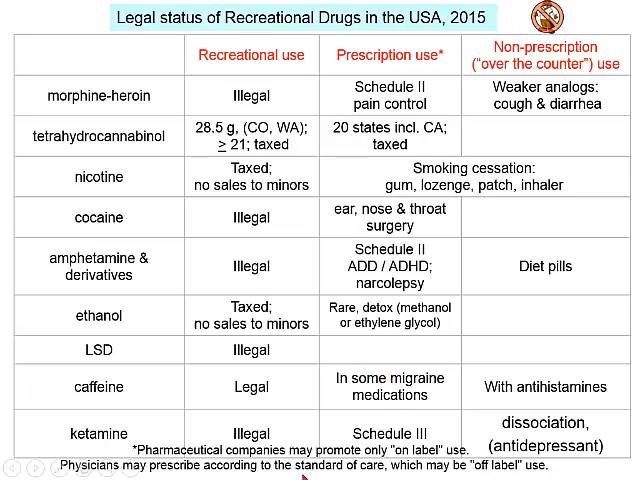 Legal status of Recreational Drugs in the USA, 2015
Recreational use
Prescription use*
Non-prescription
("over the counter") use
morphine-heroin
Illegal
Schedule II
pain control
Weaker analogs:
cough & diarrhea
tetrahydrocannabinol
28.5 g, (CO, WA);
> 21; taxed
20 states incl. CA;
taxed
nicotine
Taxed;
no sales to minors
Smoking cessation:
gum, lozenge, patch, inhaler
cocaine
Illegal
ear, nose & throat
surgery
amphetamine &
derivatives
Illegal
Schedule II
ADD / ADHD;
narcolepsy
Diet pills
ethanol
Taxed;
no sales to minors
Rare, detox (methanol
or ethylene glycol)
LSD
Illegal
caffeine
Legal
In some migraine
medications
With antihistamines
ketamine
Illegal
Schedule III
dissociation,
(antidepressant)
*Pharmaceutical companies may promote only "on label" use.
Physicians may prescribe according to the standard of care, which may be "off label" use.